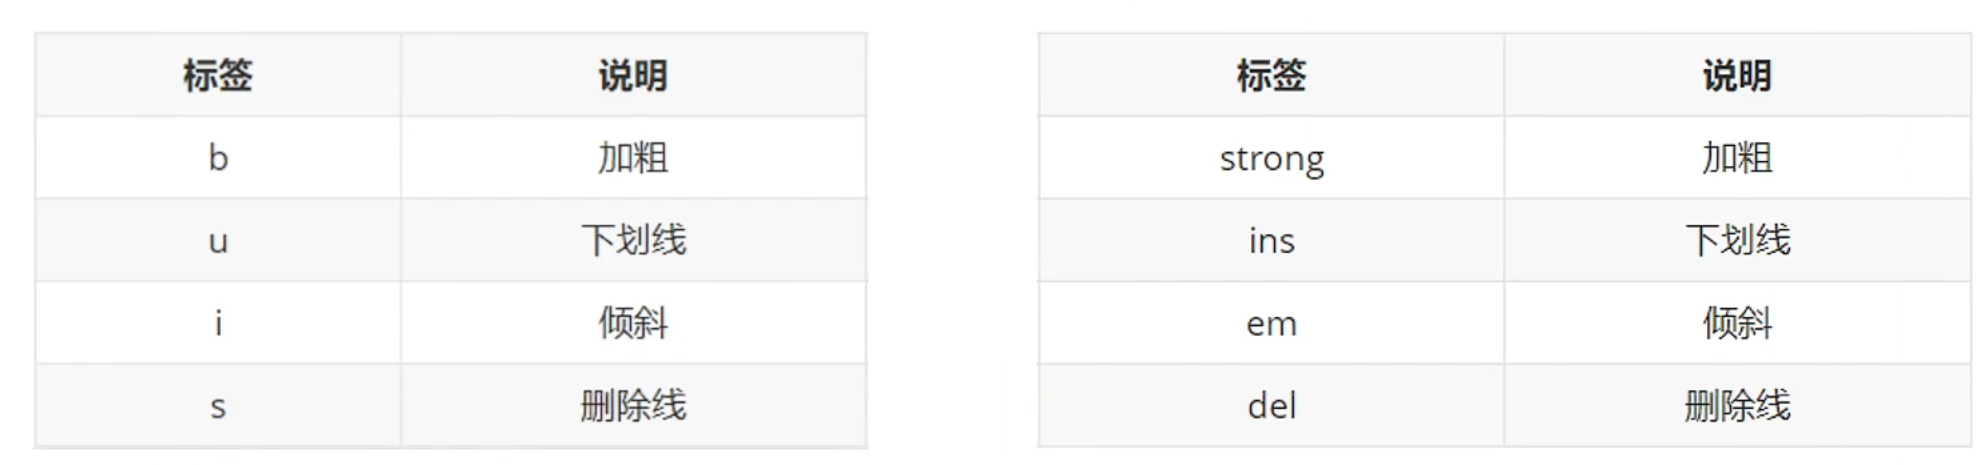 标签 说明
b 加粗
u 下划线
i 倾斜
s 删除线
标签 说明
strong 加粗
ins 下划线
em 倾斜
del 删除线